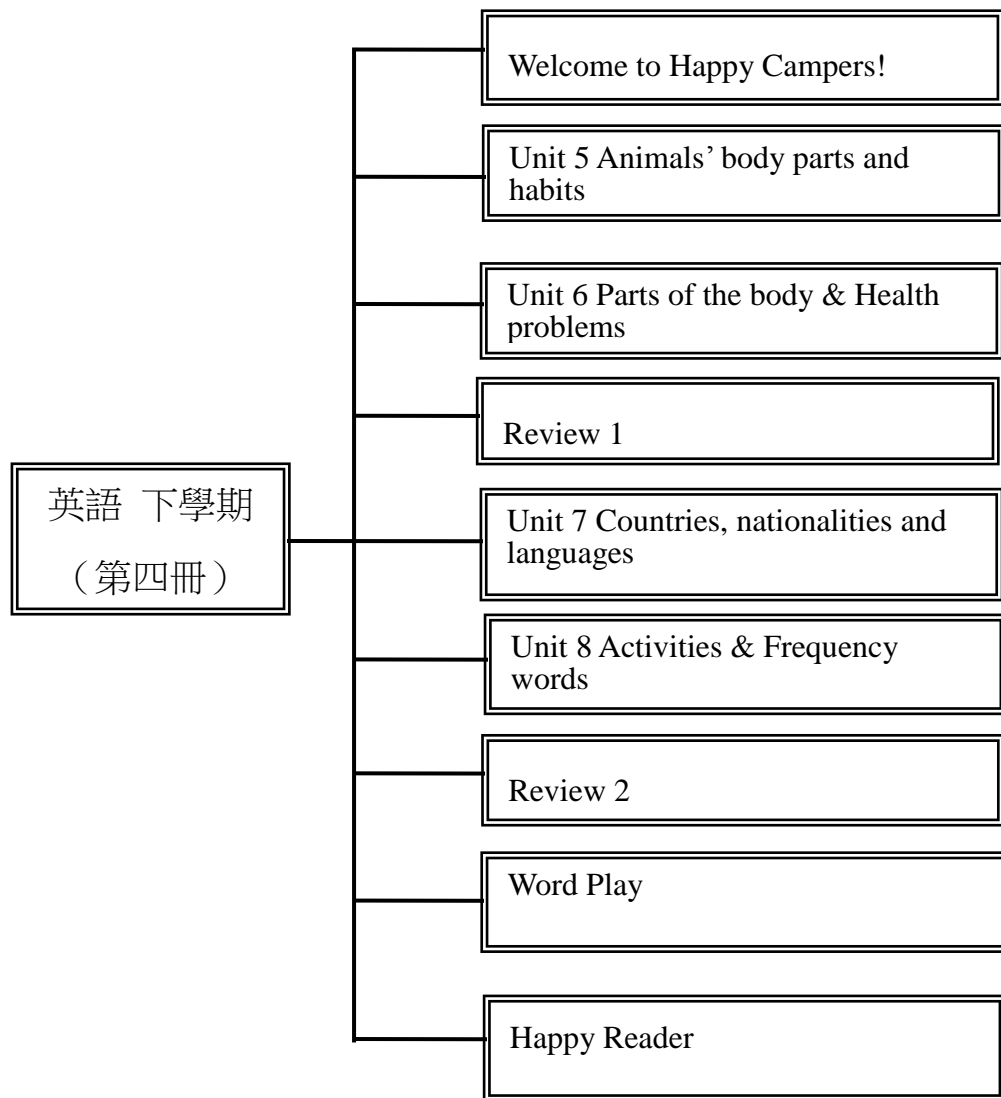 Welcome to Happy Campers!
Unit 5 Animals’ body parts and
habits
Unit 6 Parts of the body & Health
problems
Review 1
英語 下學期
（第四冊）
Unit 7 Countries, nationalities and
languages
Unit 8 Activities & Frequency
words
Review 2
Word Play
Happy Reader